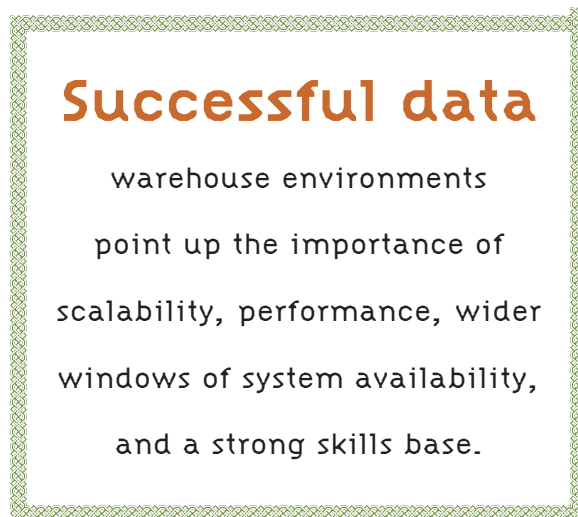 Successful data
warehouse environments
point up the importance of
scalability, performance, wider
windows of system availability,
and a strong skills base.